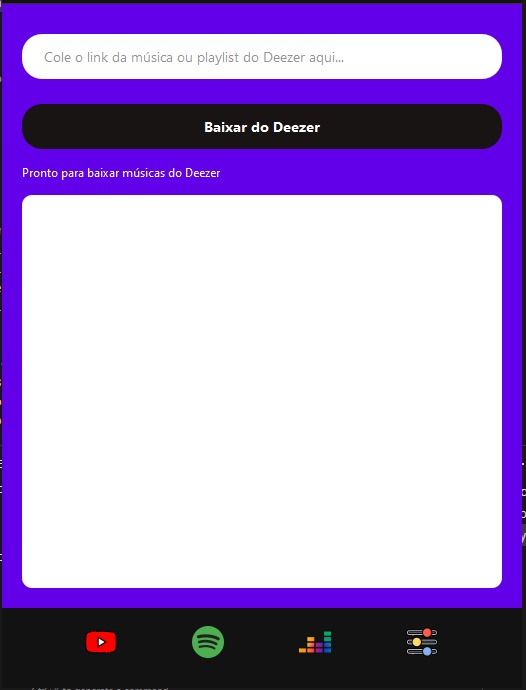 Cole o link da música ou playlist do Deezer aqui...
Baixar do Deezer
Pronto para baixar músicas do Deezer